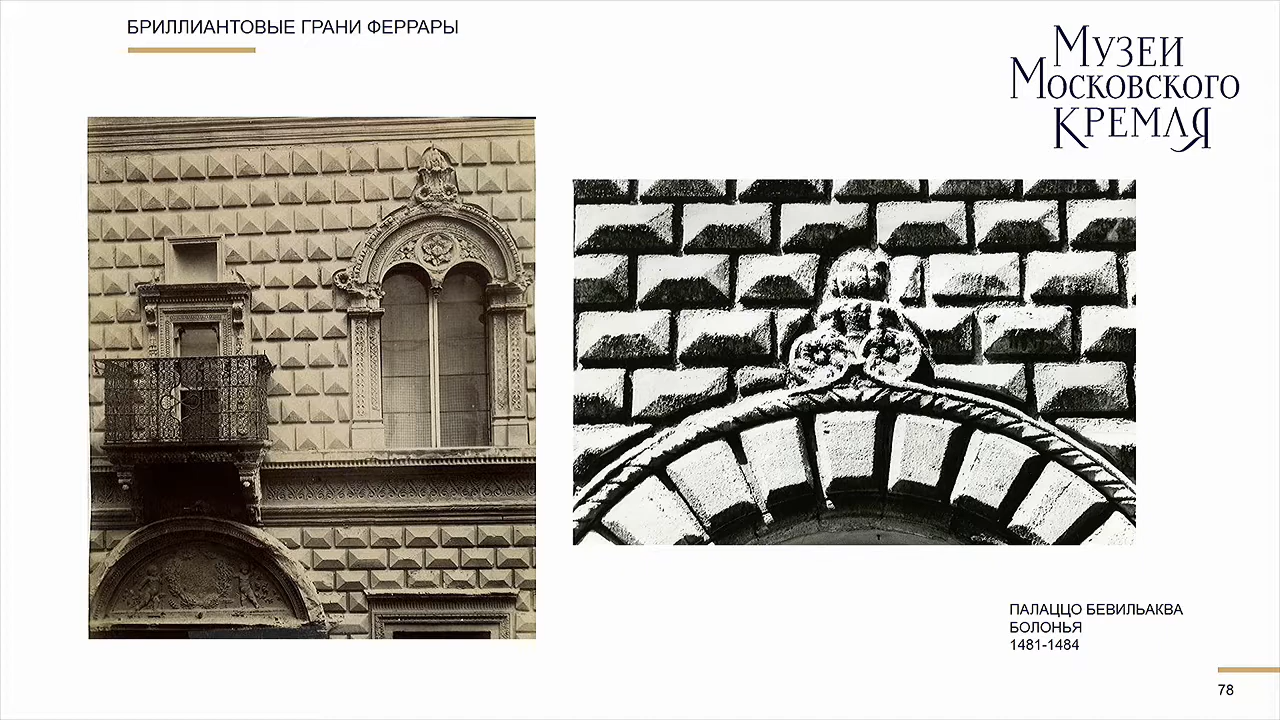 БРИЛЛИАНТОВЫЕ ГРАНИ ФЕРРАРЫ
МУЗЕИ
МОСКОВСКОГО
КРЕМЛЯ
ПАЛАЦЦО БЕВИЛЬАКВА
БОЛОНЬЯ
1481-1484
78